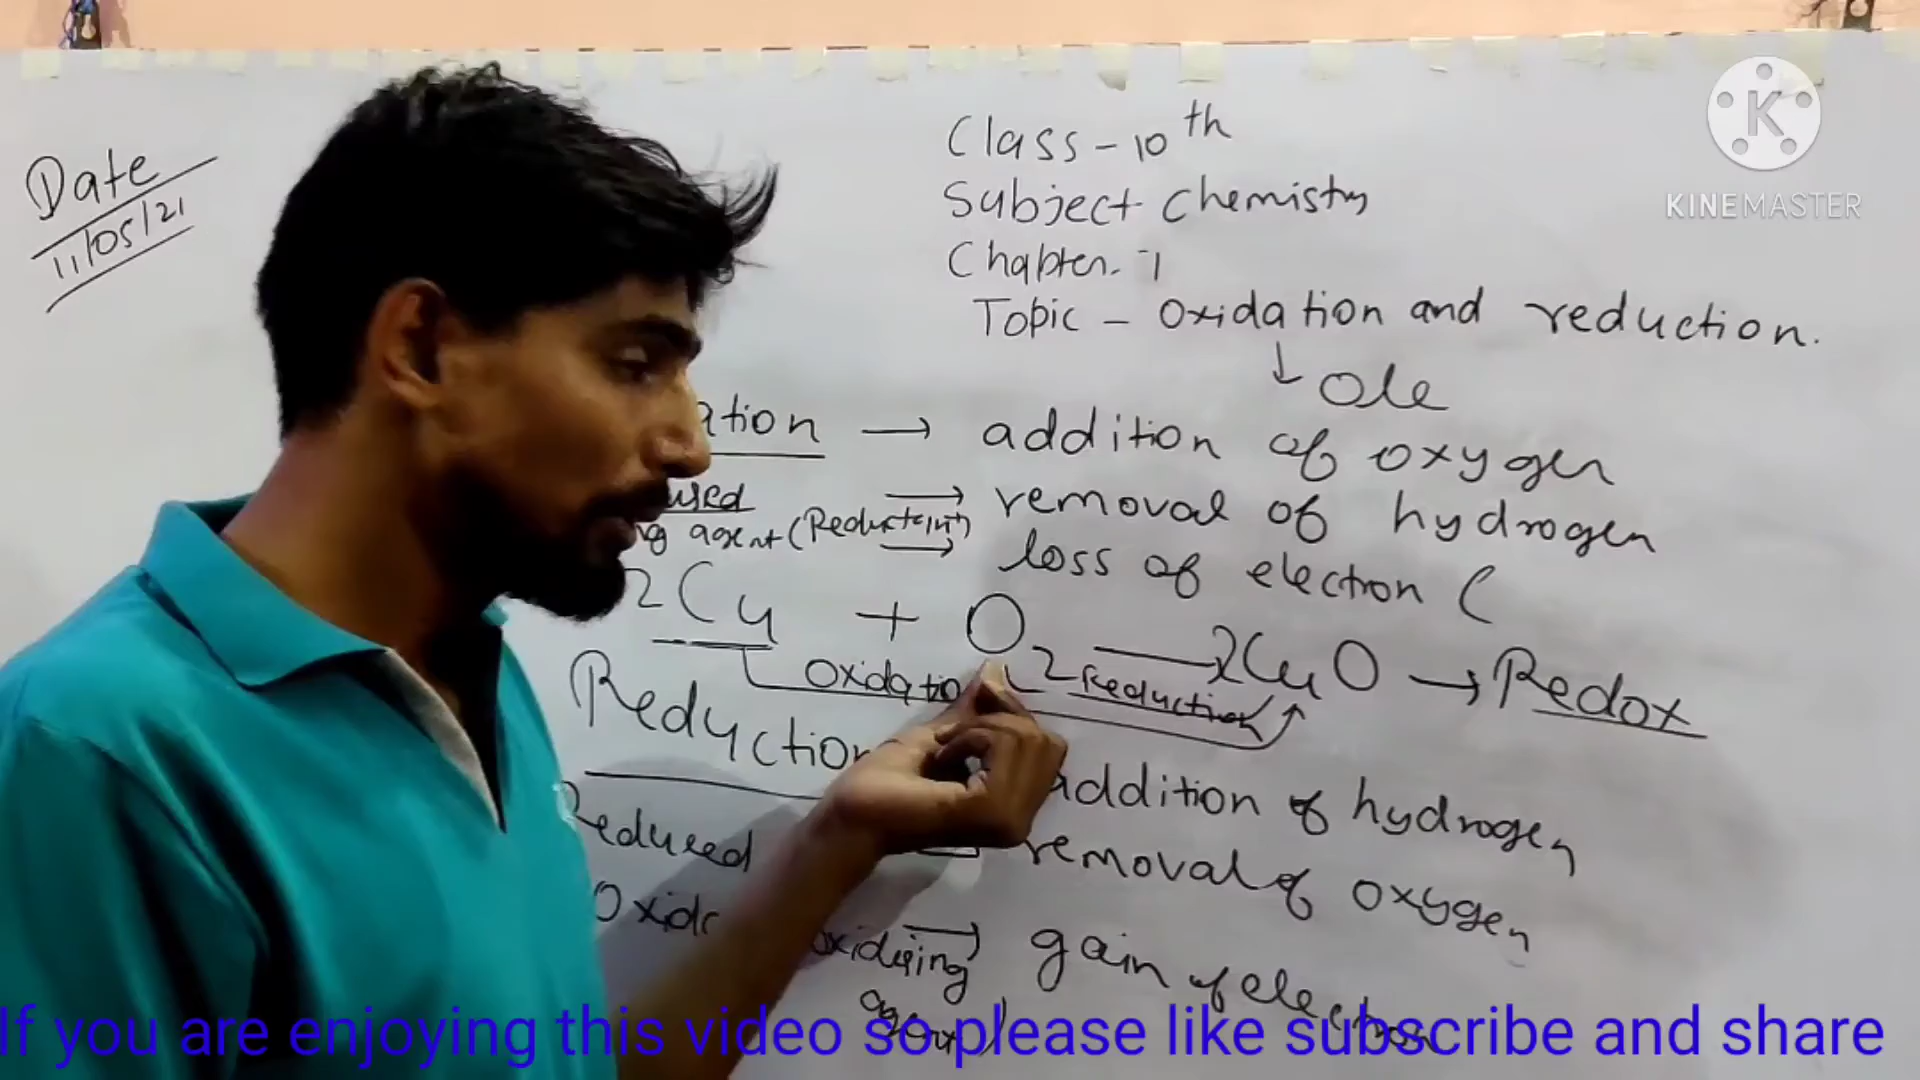 Date
11/05/21
Class - 10th
Subject chemistry
Chapter - 1
Topic - Oxidation and reduction.
KINEMASTER
↓ Ole
ation → addition of oxygen
→ removal of hydrogen
agent (Reductant)
→ loss of electron (
2Cu + O2 → 2CuO → Redox
Oxidation Reduction
Reduction addition of hydrogen
Redused removal of oxygen
Oxid
oxidising → gain of electron
agent)
If you are enjoying this video so please like subscribe and share